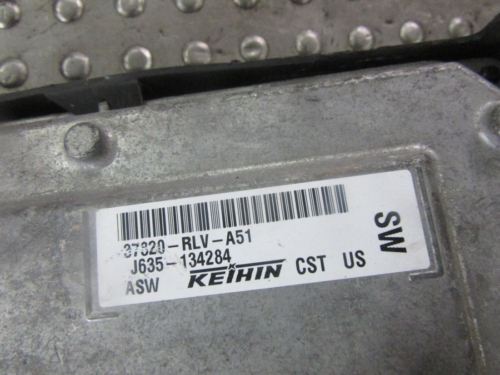 37820-RLV-A51
J635-134284
ASW KEIHIN CST US
SW